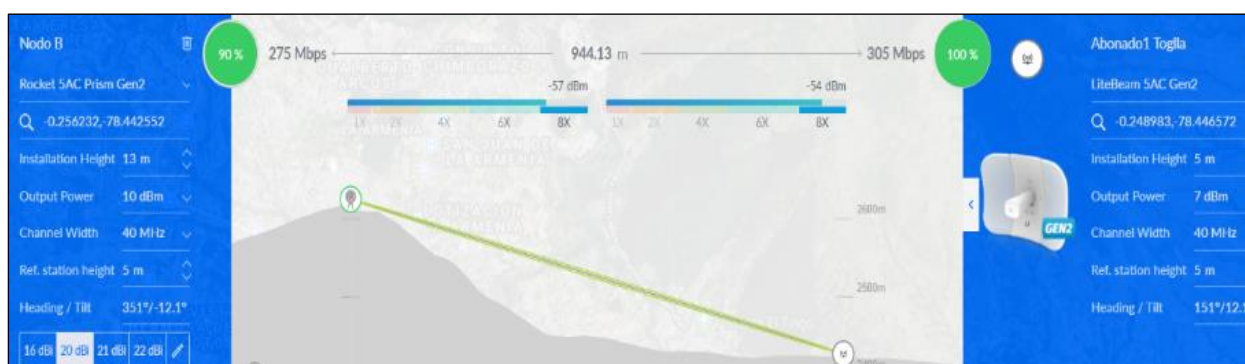 Nodo B
Rocket 5AC Prism Gen2
-0.256232,-78.442552
Installation Height 13 m
Output Power 10 dBm
Channel Width 40 MHz
Ref. station height 5 m
Heading / Tilt 351°/-12.1°
16 dBi 20 dBi 21 dBi 22 dBi
90 % 275 Mbps 944.13 m 305 Mbps 100 %
-57 dBm -54 dBm
1X 2X 4X 6X 8X 1X 2X 4X 6X 8X
2600m
2500m
GEN2
Abonado1 Toglla
LiteBeam 5AC Gen2
-0.248983,-78.446572
Installation Height 5 m
Output Power 7 dBm
Channel Width 40 MHz
Ref. station height 5 m
Heading / Tilt 151°/12.1